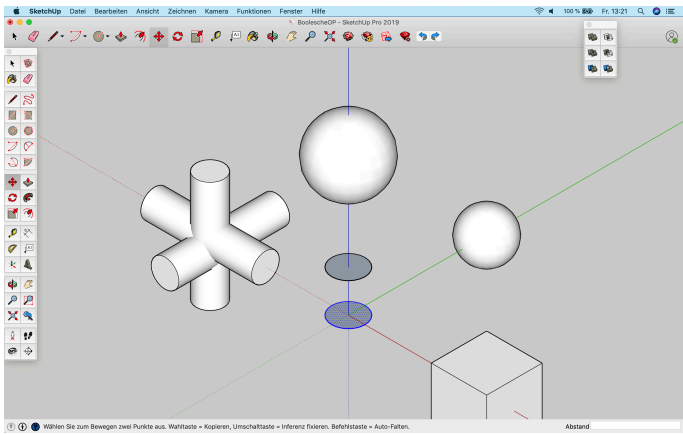 SketchUp Datei Bearbeiten Ansicht Zeichnen Kamera Funktionen Fenster Hilfe 100 % Fr. 13:21
BoolescheOP - SketchUp Pro 2019
Wählen Sie zum Bewegen zwei Punkte aus. Wahltaste = Kopieren, Umschalttaste = Inferenz fixieren. Befehlstaste = Auto-Falten. Abstand